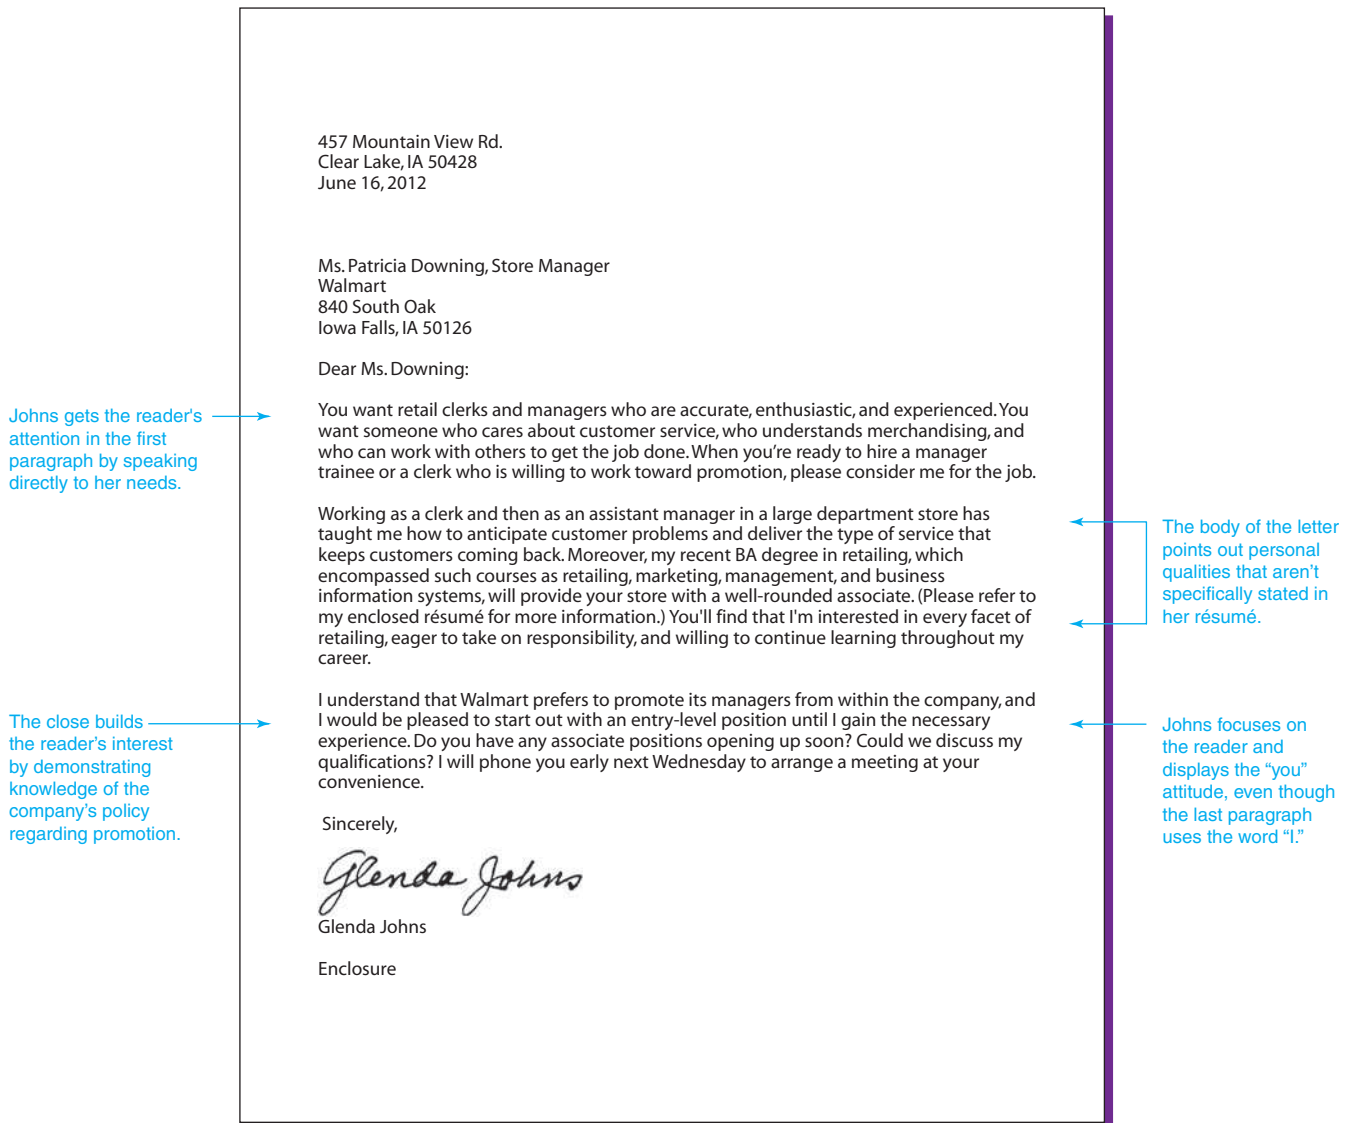 457 Mountain View Rd.
Clear Lake, IA 50428
June 16, 2012
Ms. Patricia Downing, Store Manager
Walmart
840 South Oak
Iowa Falls, IA 50126
Dear Ms. Downing:
Johns gets the reader's
attention in the first
paragraph by speaking
directly to her needs.
You want retail clerks and managers who are accurate, enthusiastic, and experienced. You
want someone who cares about customer service, who understands merchandising, and
who can work with others to get the job done. When you’re ready to hire a manager
trainee or a clerk who is willing to work toward promotion, please consider me for the job.
Working as a clerk and then as an assistant manager in a large department store has
taught me how to anticipate customer problems and deliver the type of service that
keeps customers coming back. Moreover, my recent BA degree in retailing, which
encompassed such courses as retailing, marketing, management, and business
information systems, will provide your store with a well-rounded associate. (Please refer to
my enclosed résumé for more information.) You'll find that I'm interested in every facet of
retailing, eager to take on responsibility, and willing to continue learning throughout my
career.
The body of the letter
points out personal
qualities that aren’t
specifically stated in
her résumé.
The close builds
the reader’s interest
by demonstrating
knowledge of the
company’s policy
regarding promotion.
I understand that Walmart prefers to promote its managers from within the company, and
I would be pleased to start out with an entry-level position until I gain the necessary
experience. Do you have any associate positions opening up soon? Could we discuss my
qualifications? I will phone you early next Wednesday to arrange a meeting at your
convenience.
Johns focuses on
the reader and
displays the “you”
attitude, even though
the last paragraph
uses the word “I.”
Sincerely,
Glenda Johns
Glenda Johns
Enclosure